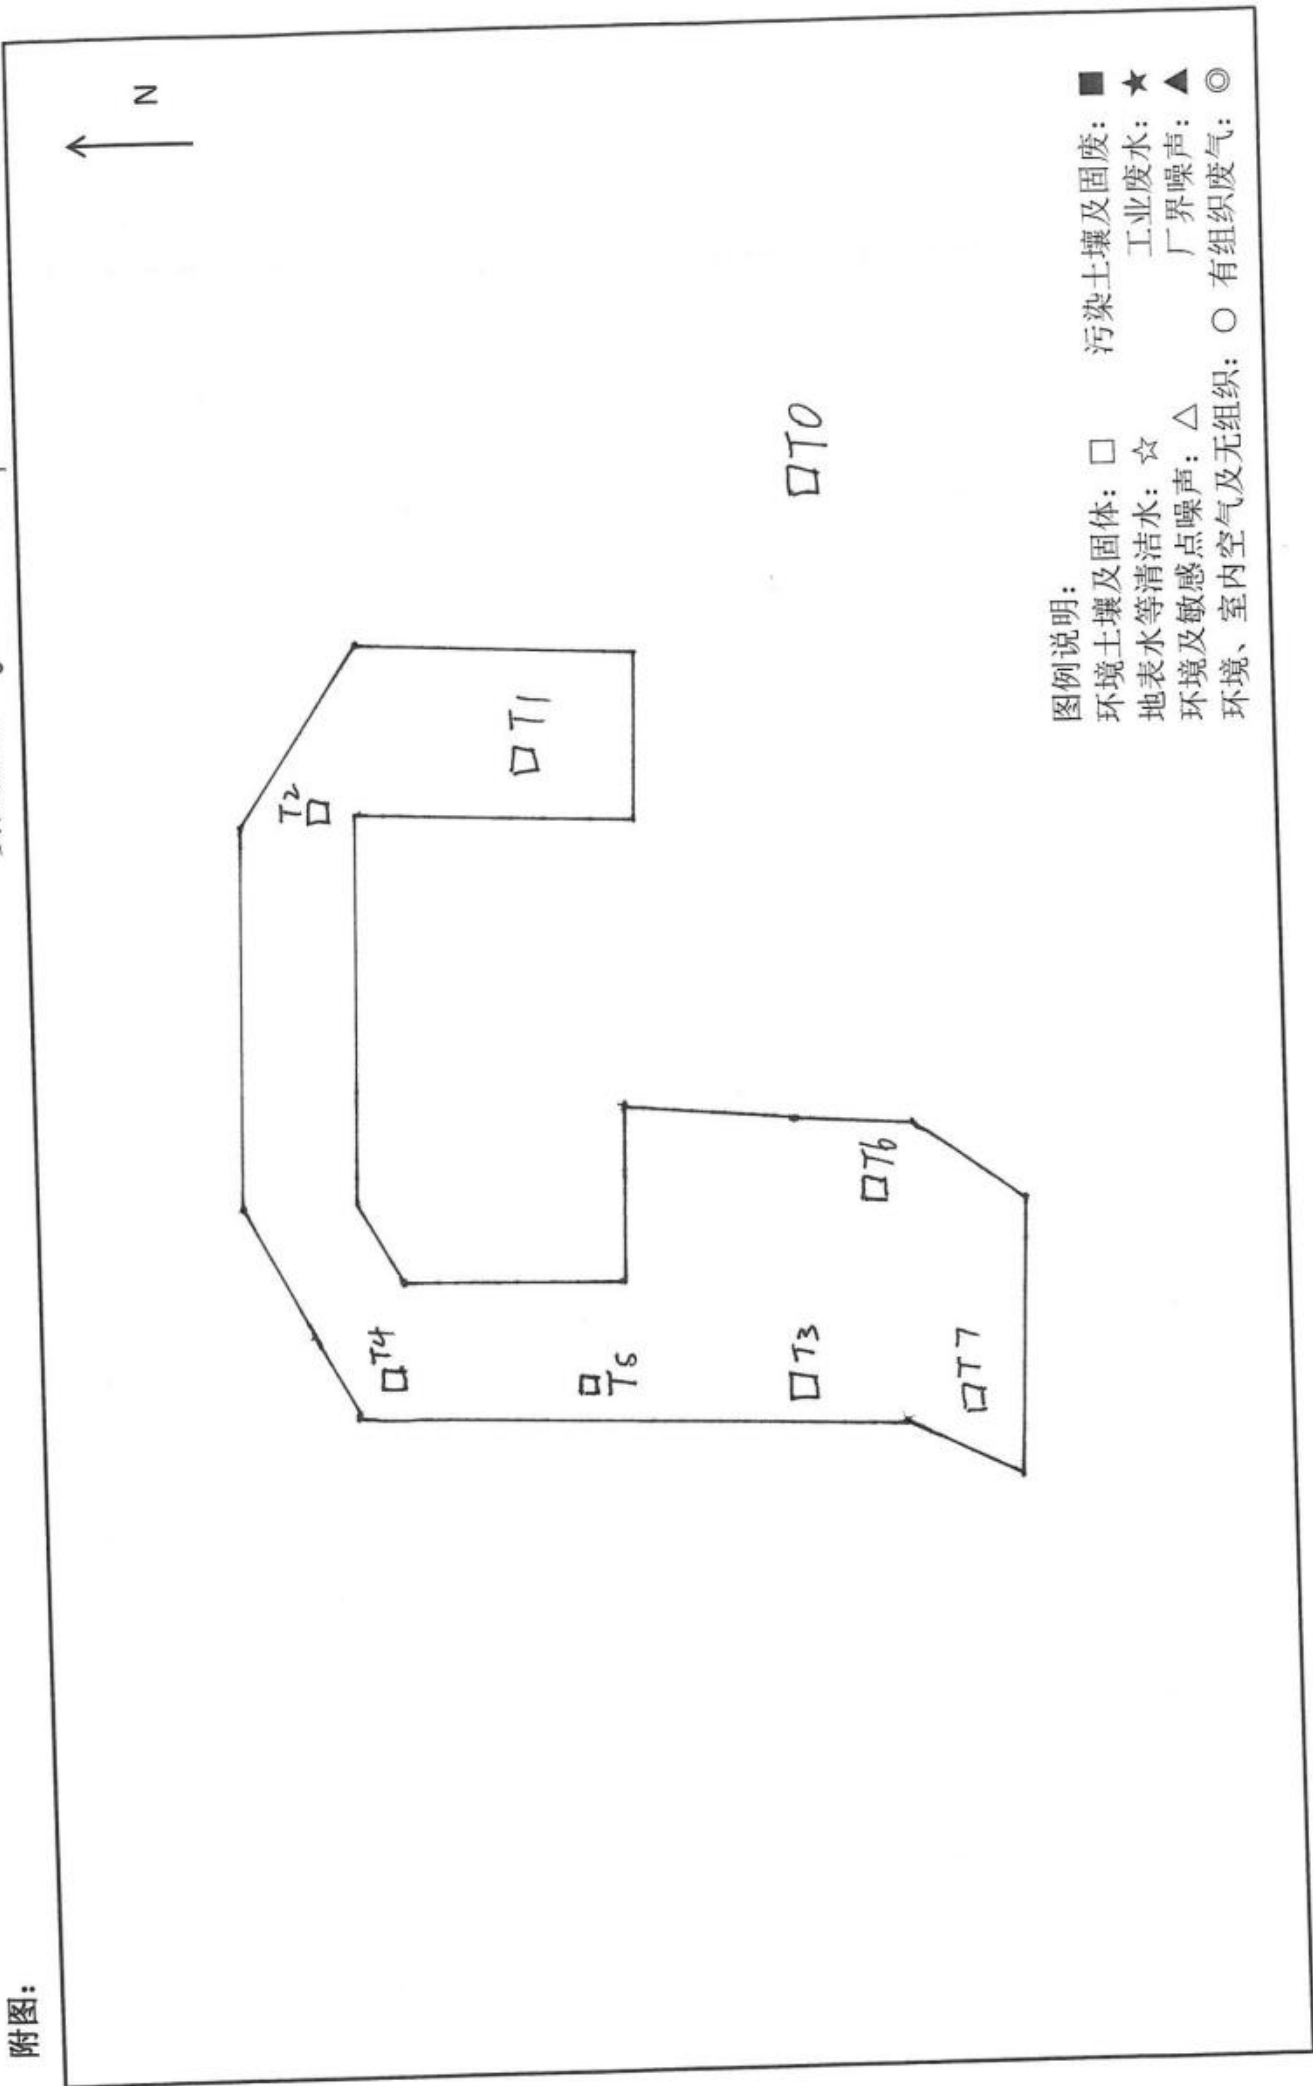 附图：
N
T2
□T1
□T4
T5
□T3
□T6
□T7
□T0
图例说明：
环境土壤及固体：□ 污染土壤及固废：■
地表水等清洁水：☆ 工业废水：★
环境及敏感点噪声：△ 厂界噪声：▲
环境、室内空气及无组织：○ 有组织废气：◎